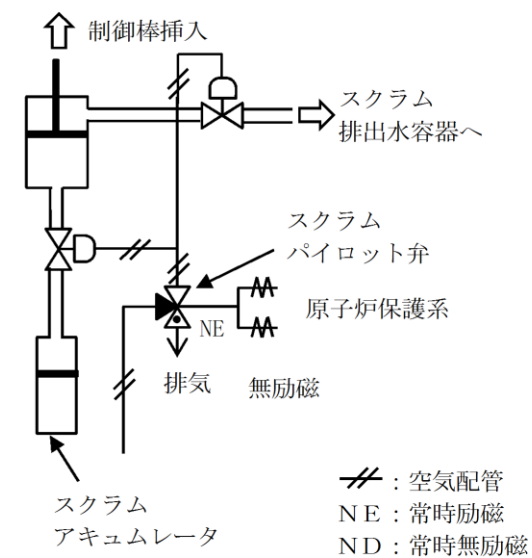 制御棒挿入
スクラム
排出水容器へ
スクラム
パイロット弁
原子炉保護系
NE
排気
無励磁
スクラム
アキュムレータ
：空気配管
ＮＥ：常時励磁
ＮＤ：常時無励磁